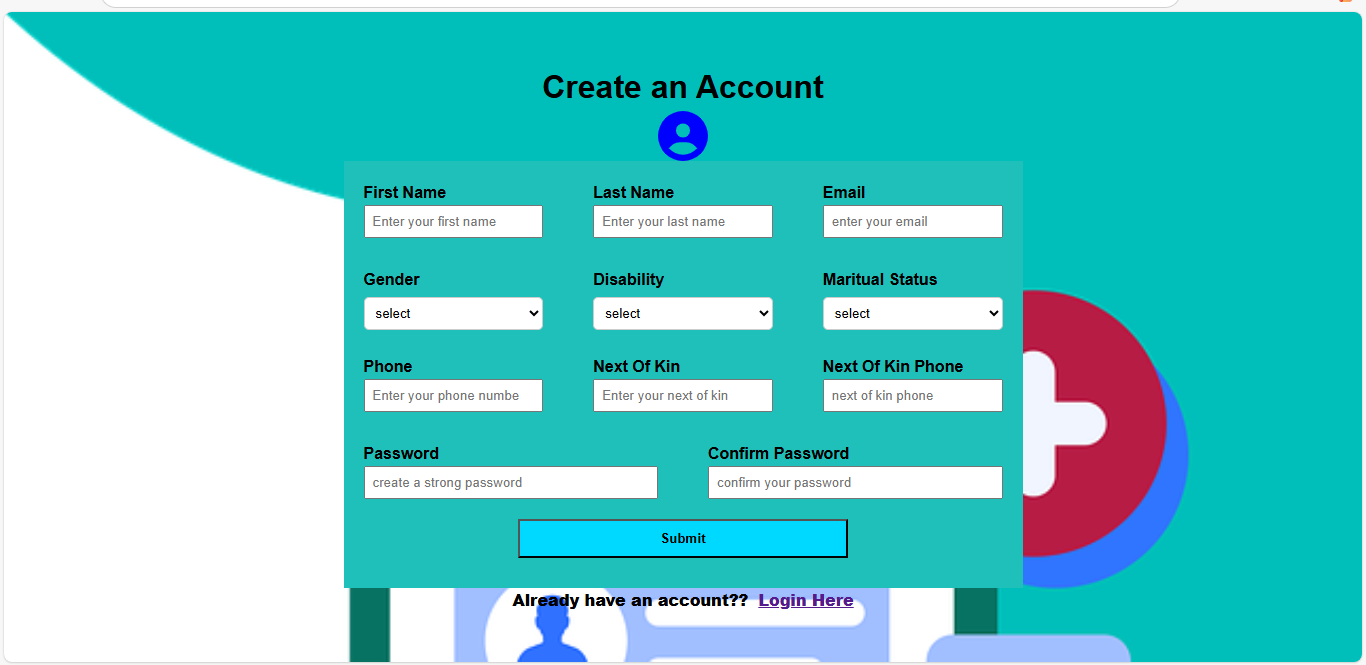 Create an Account
First Name Last Name Email
Enter your first name Enter your last name enter your email
Gender Disability Maritual Status
select select select
Phone Next Of Kin Next Of Kin Phone
Enter your phone numbe Enter your next of kin next of kin phone
Password Confirm Password
create a strong password confirm your password
Submit
Already have an account?? Login Here